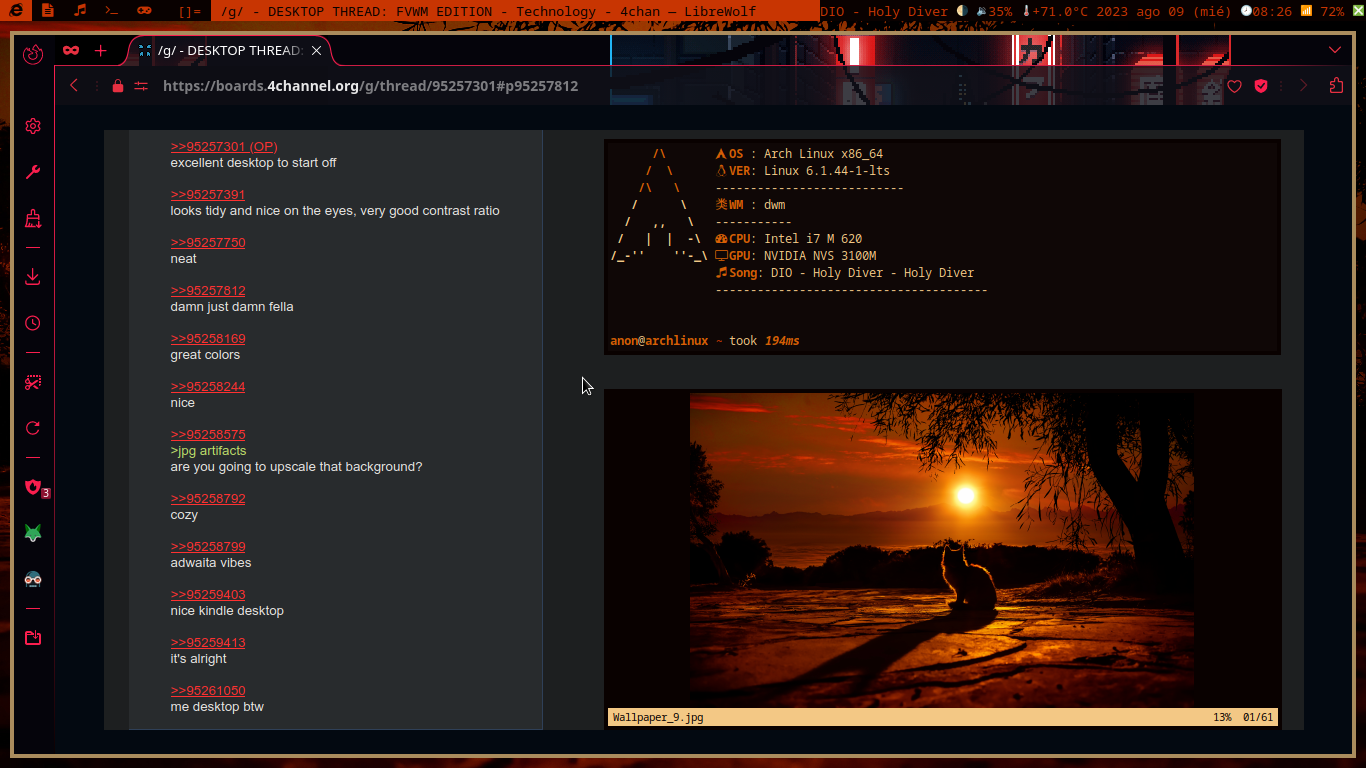 []= /g/ - DESKTOP THREAD: FVWM EDITION - Technology - 4chan — LibreWolf DIO - Holy Diver 35% +71.0°C 2023 ago 09 (mié) 08:26 72%
/g/ - DESKTOP THREAD:
https://boards.4channel.org/g/thread/95257301#p95257812
>>95257301 (OP)
excellent desktop to start off
>>95257391
looks tidy and nice on the eyes, very good contrast ratio
>>95257750
neat
>>95257812
damn just damn fella
>>95258169
great colors
>>95258244
nice
>>95258575
>jpg artifacts
are you going to upscale that background?
>>95258792
cozy
>>95258799
adwaita vibes
>>95259403
nice kindle desktop
>>95259413
it's alright
>>95261050
me desktop btw
3
OS : Arch Linux x86_64
VER: Linux 6.1.44-1-lts
--------------------------
类WM : dwm
-----------
CPU: Intel i7 M 620
GPU: NVIDIA NVS 3100M
Song: DIO - Holy Diver - Holy Diver
--------------------------------------
anon@archlinux ~ took 194ms
Wallpaper_9.jpg 13% 01/61